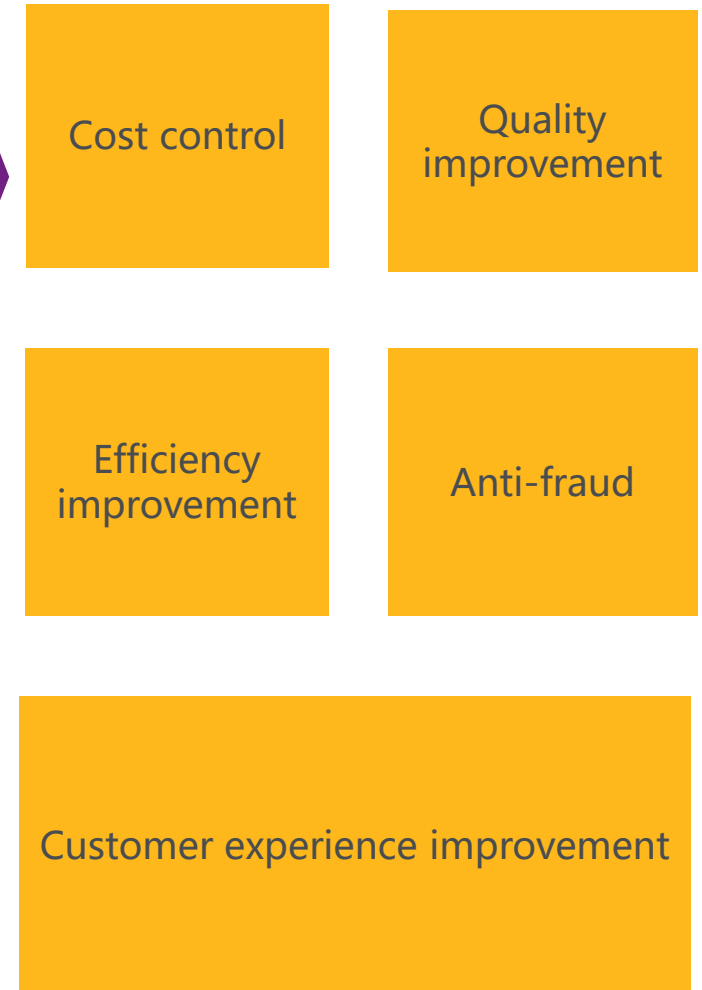 Cost control
Quality
improvement
Efficiency
improvement
Anti-fraud
Customer experience improvement